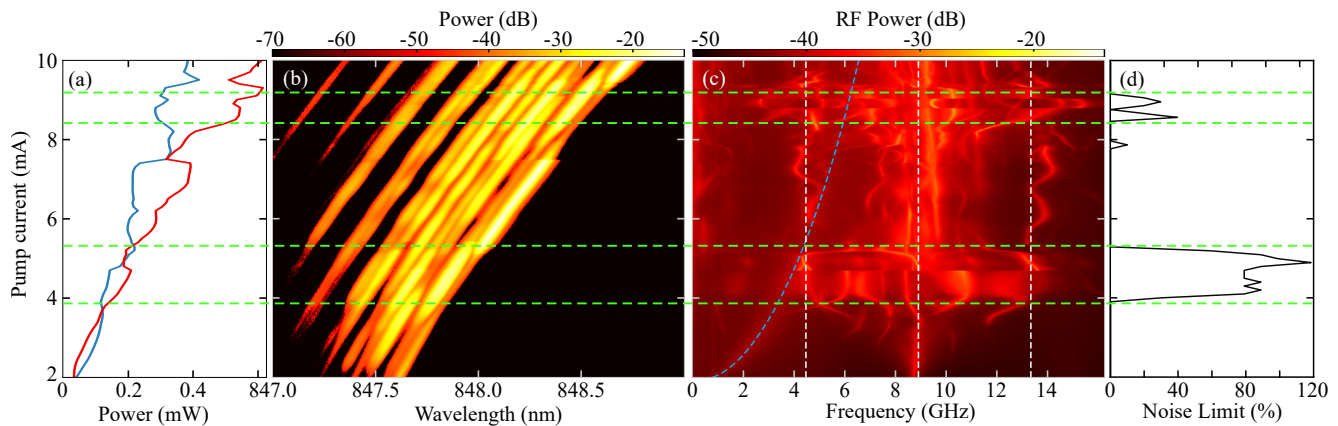 Power (dB) RF Power (dB)
-70 -60 -50 -40 -30 -20 -50 -40 -30 -20
10 (a) (b) (c) (d)
8
6
4
2
Pump current (mA)
0 0.2 0.4 847.0 847.5 848.0 848.5 0 2 4 6 8 10 12 14 0 40 80 120
Power (mW) Wavelength (nm) Frequency (GHz) Noise Limit (%)